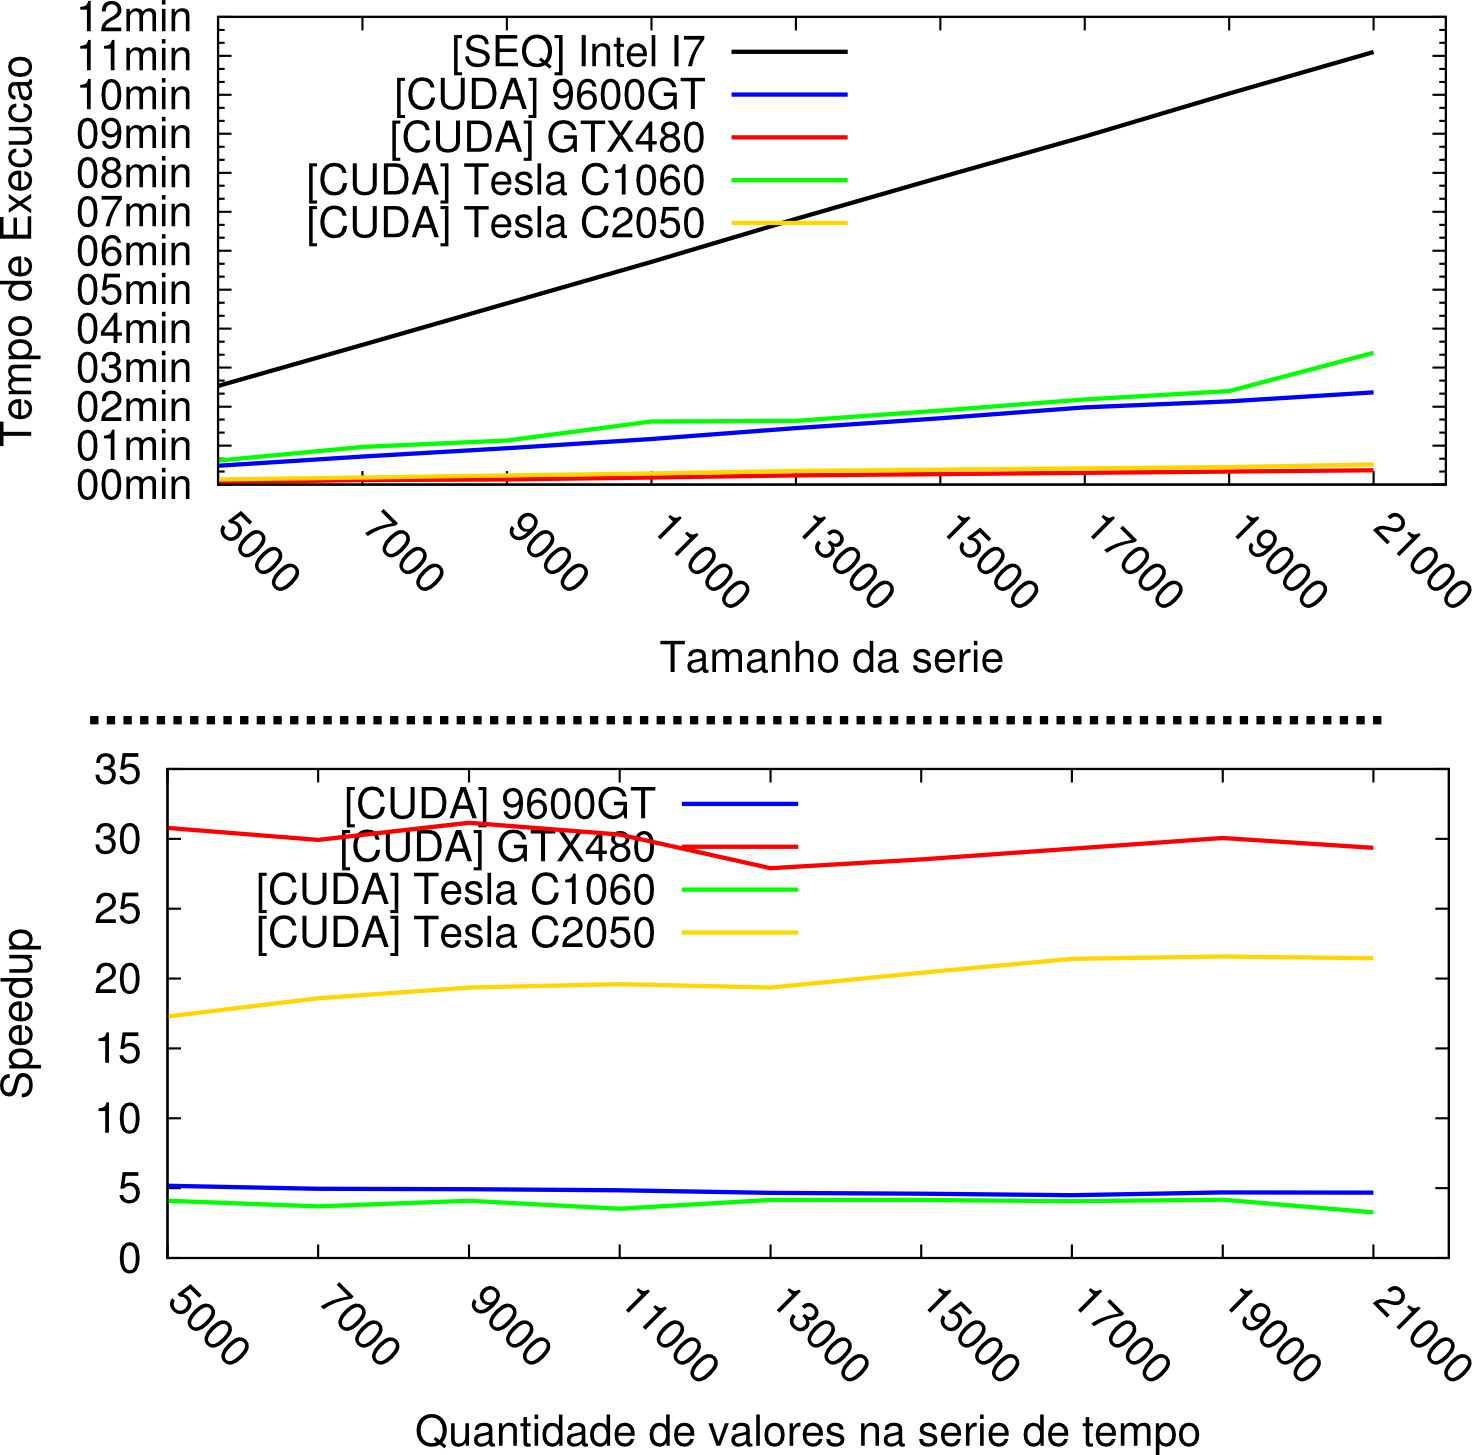 12min
11min
10min
09min
08min
07min
06min
05min
04min
03min
02min
01min
00min
Tempo de Execucao
[SEQ] Intel I7
[CUDA] 9600GT
[CUDA] GTX480
[CUDA] Tesla C1060
[CUDA] Tesla C2050
5000 7000 9000 11000 13000 15000 17000 19000 21000
Tamanho da serie
35
30
25
20
15
10
5
0
Speedup
[CUDA] 9600GT
[CUDA] GTX480
[CUDA] Tesla C1060
[CUDA] Tesla C2050
5000 7000 9000 11000 13000 15000 17000 19000 21000
Quantidade de valores na serie de tempo